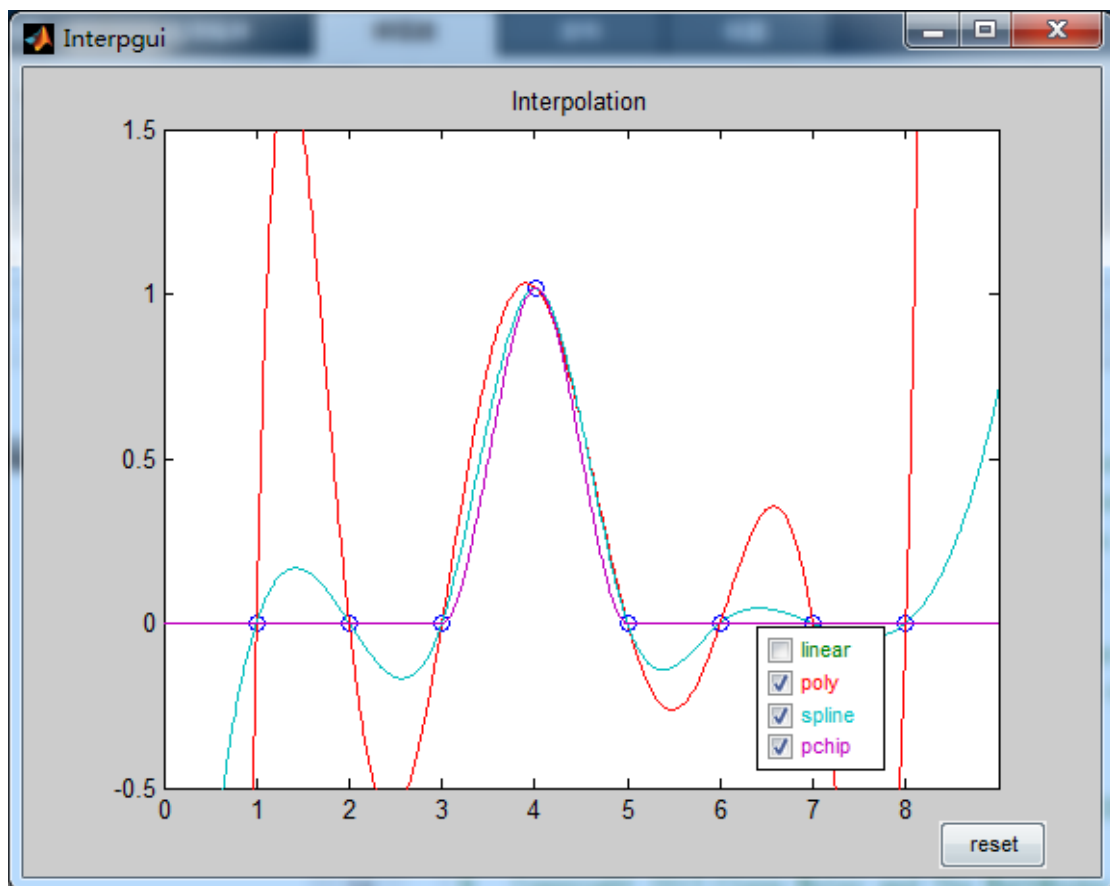 Interpgui
Interpolation
1.5
1
0.5
0
-0.5
0 1 2 3 4 5 6 7 8
linear
poly
spline
pchip
reset